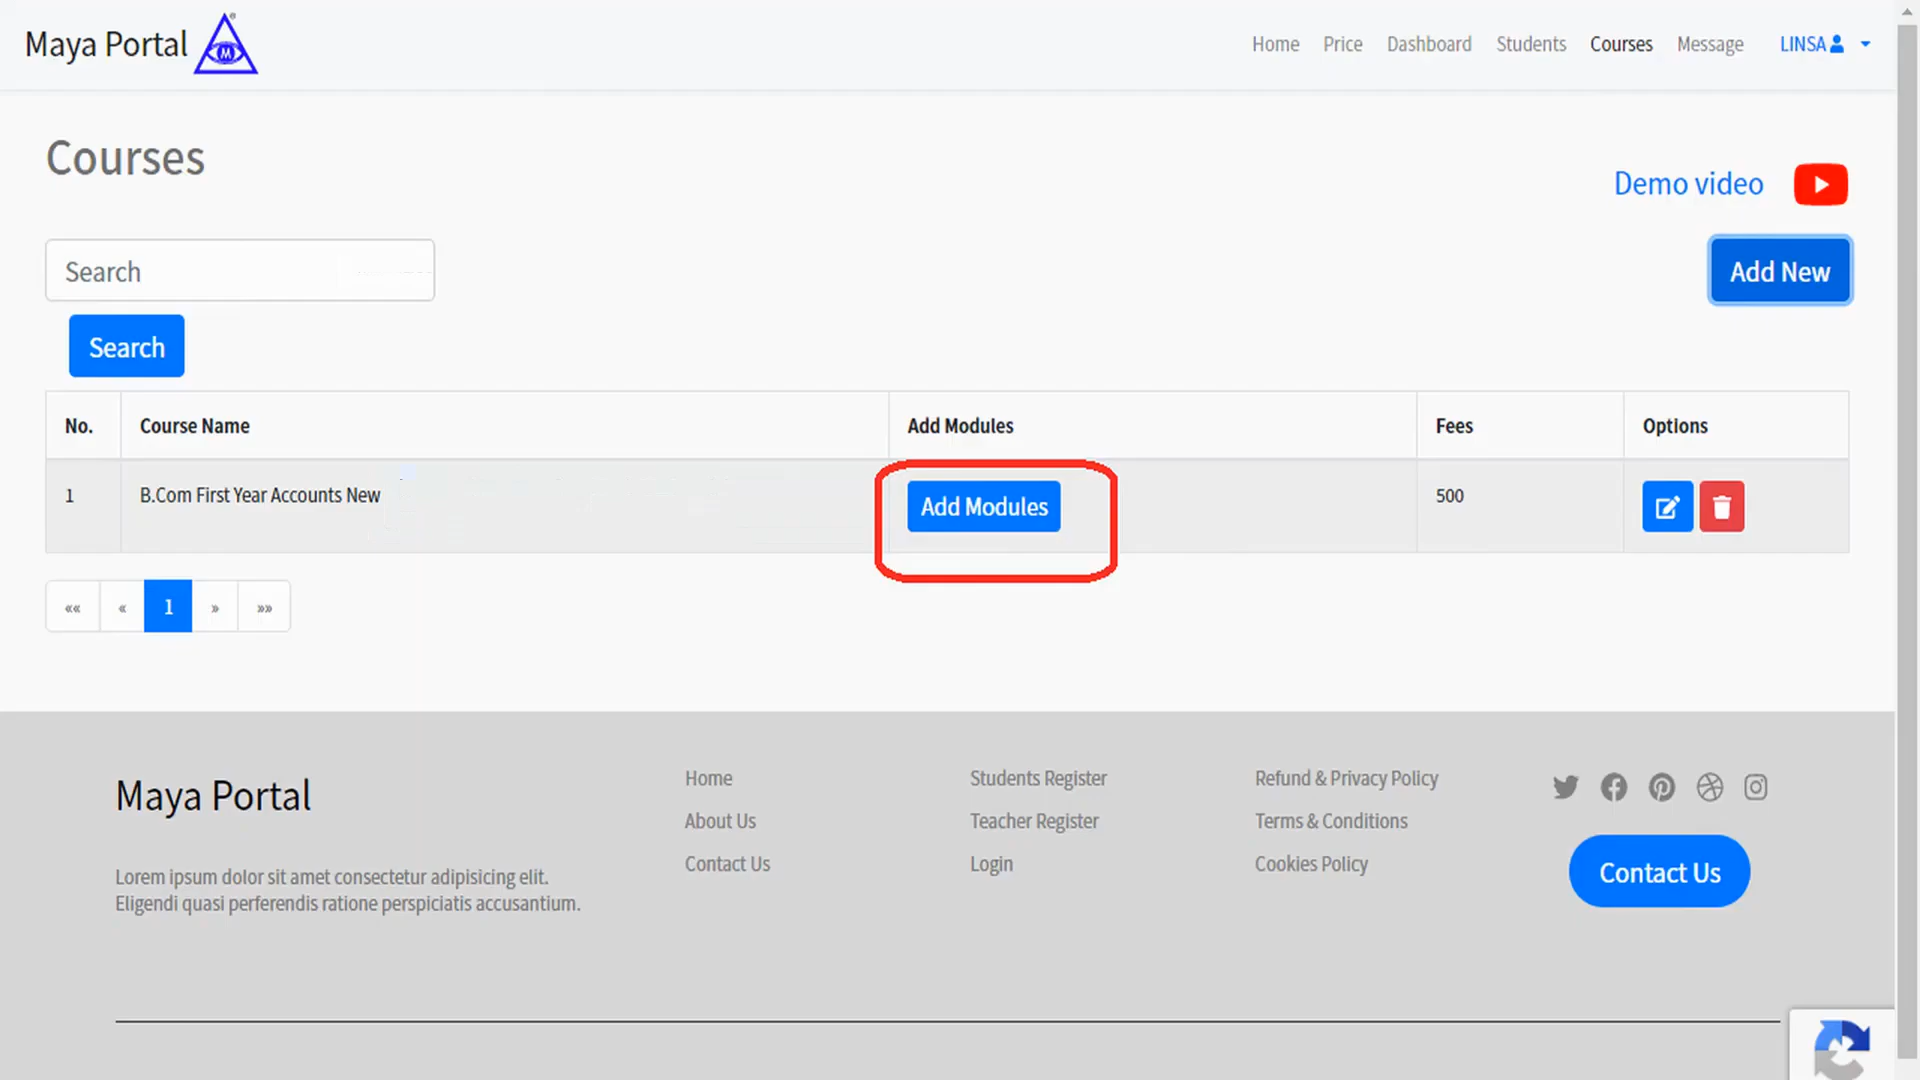 Maya Portal
M
®
Home Price Dashboard Students Courses Message LINSA
Courses
Demo video
Search
Add New
Search
No. Course Name Add Modules Fees Options
1 B.Com First Year Accounts New Add Modules 500
«« « 1 » »»
Maya Portal
Lorem ipsum dolor sit amet consectetur adipisicing elit.
Eligendi quasi perferendis ratione perspiciatis accusantium.
Home
About Us
Contact Us
Students Register
Teacher Register
Login
Refund & Privacy Policy
Terms & Conditions
Cookies Policy
Contact Us